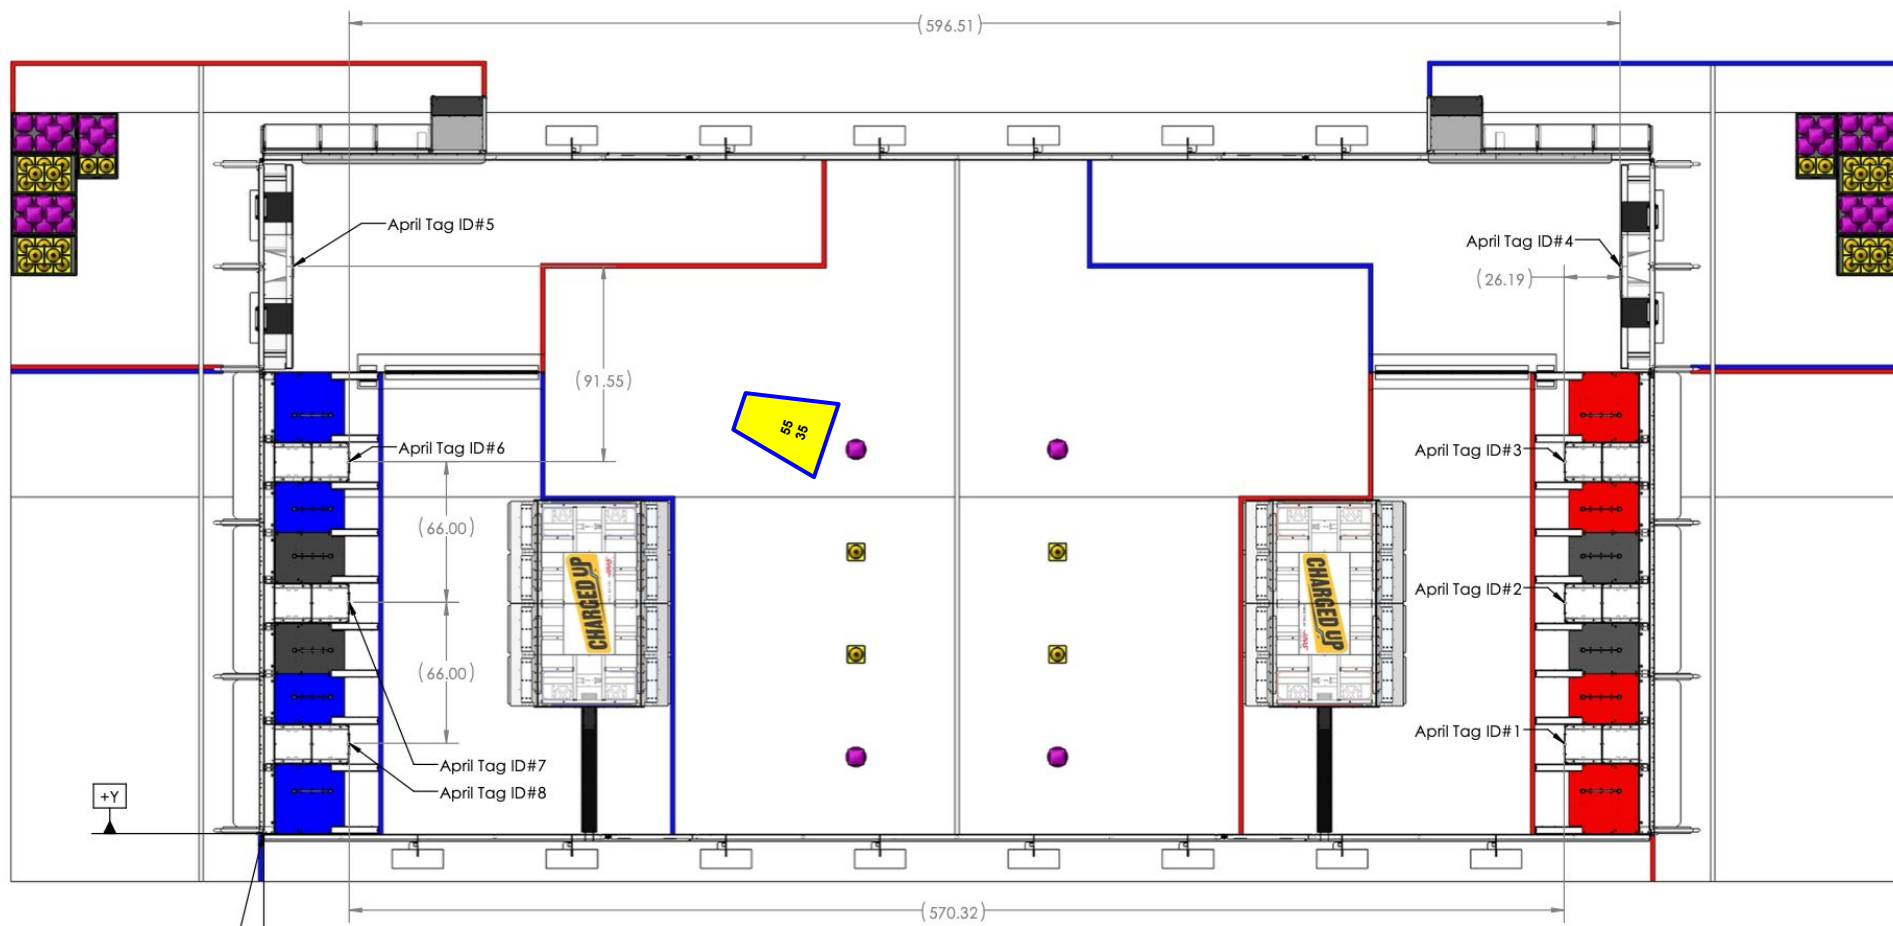 (596.51)
April Tag ID#5
April Tag ID#4
(26.19)
(91.55)
55
35
April Tag ID#6
April Tag ID#3
(66.00)
CHARGED UP
CHARGED UP
April Tag ID#2
(66.00)
April Tag ID#1
April Tag ID#7
April Tag ID#8
+Y
(570.32)